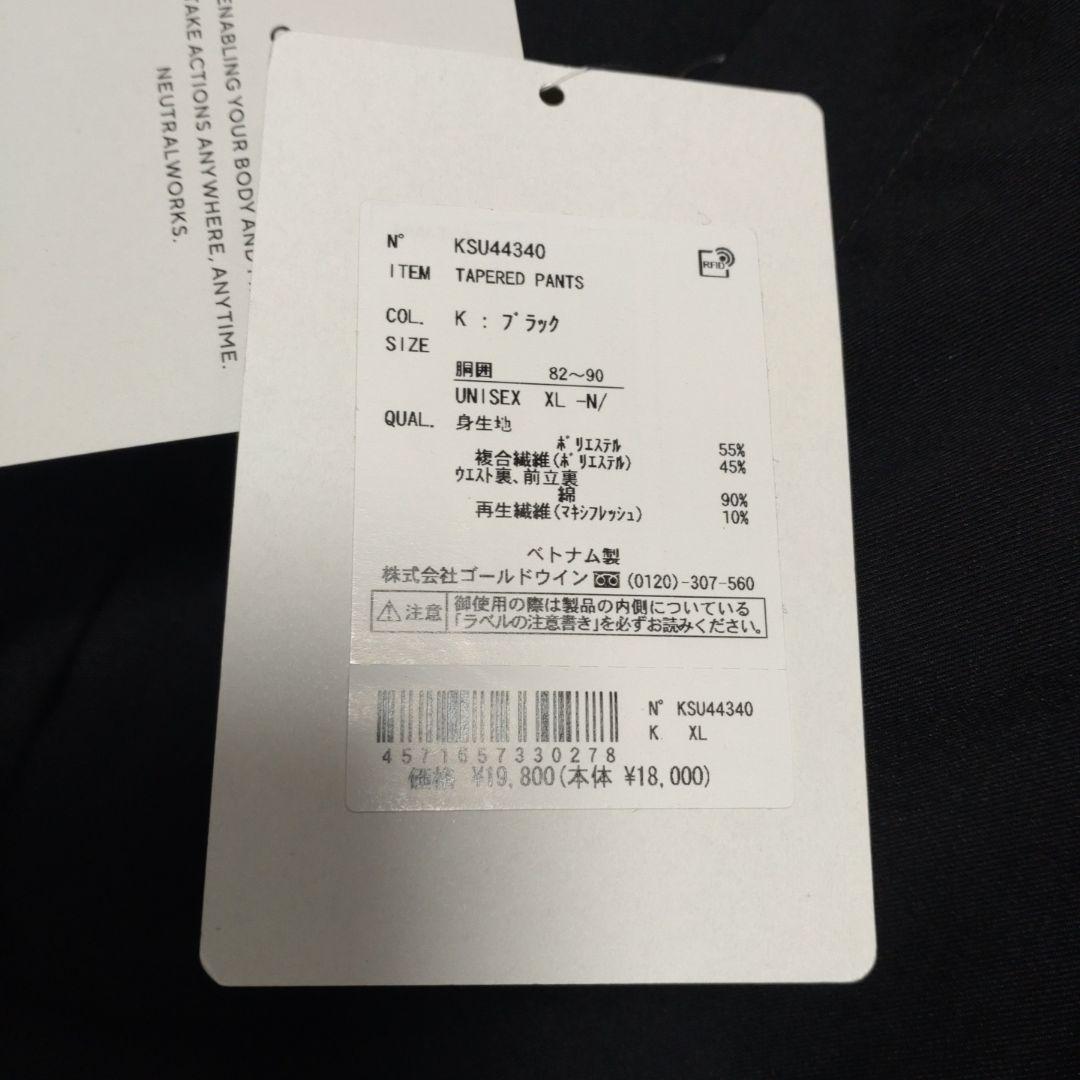 ENABLING YOUR BODY AND
TAKE ACTIONS ANYWHERE, ANYTIME.
NEUTRALWORKS.
N° KSU44340
RFID
ITEM TAPERED PANTS
COL. K : ブラック
SIZE
胴囲 82～90
UNISEX XL -N/
QUAL. 身生地
ポリエステル 55%
複合繊維(ポリエステル) 45%
ウエスト裏、前立裏
綿 90%
再生繊維(マキシフレッシュ) 10%
ベトナム製
株式会社ゴールドウイン (0120)-307-560
注意 御使用の際は製品の内側についている
「ラベルの注意書き」を必ずお読みください。
N° KSU44340
K XL
4571657330278
価格 ¥19,800(本体 ¥18,000)